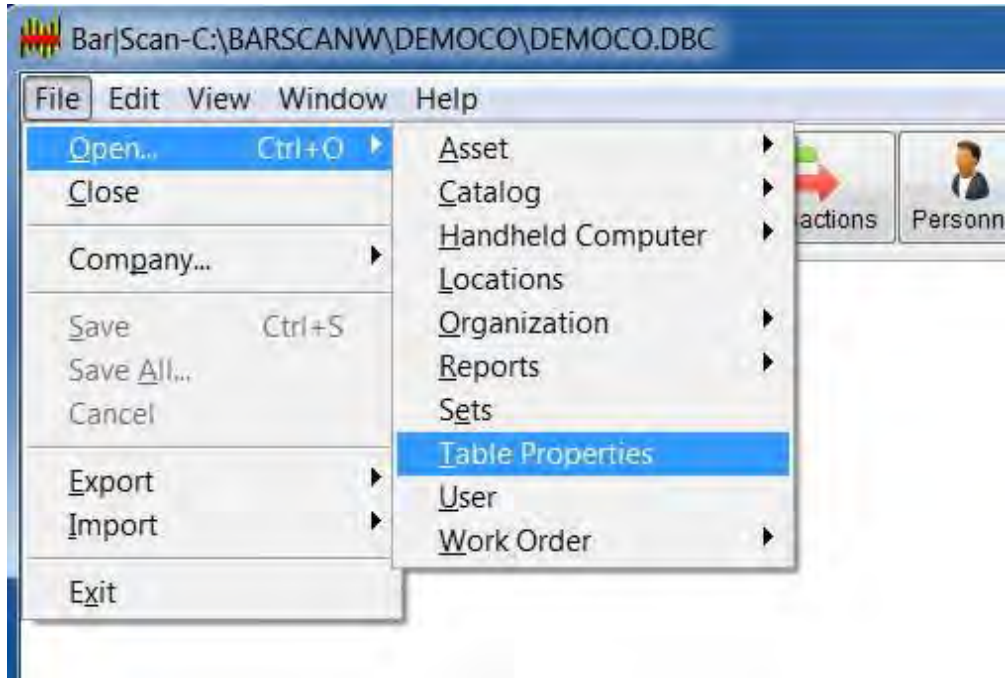 Bar|Scan-C:\BARSCANW\DEMOCO\DEMOCO.DBC
File Edit View Window Help
Open... Ctrl+O
Close
Company...
Save Ctrl+S
Save All...
Cancel
Export
Import
Exit
Asset
Catalog
Handheld Computer
Locations
Organization
Reports
Sets
Table Properties
User
Work Order
actions
Personn